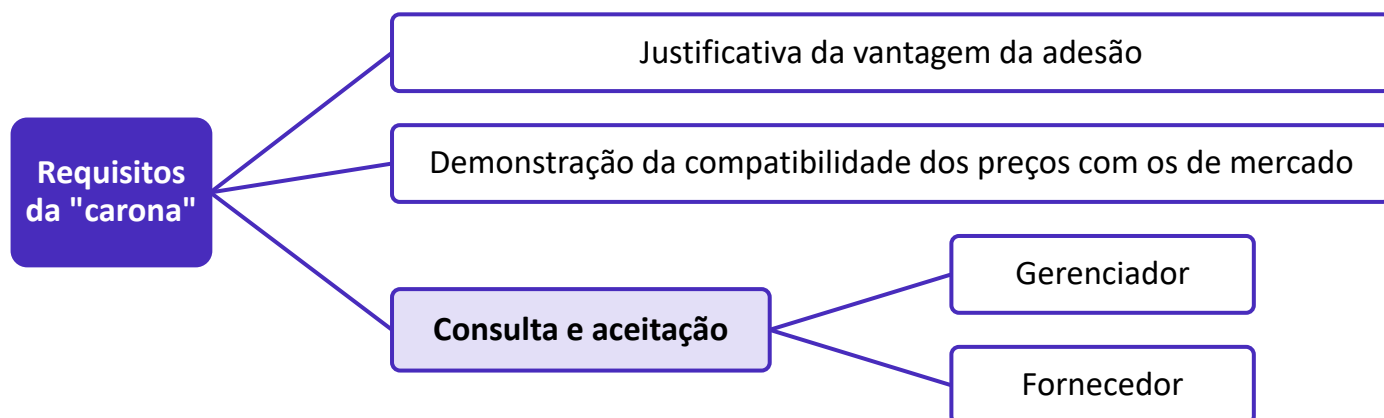 Justificativa da vantagem da adesão
Requisitos
da "carona"
Demonstração da compatibilidade dos preços com os de mercado
Consulta e aceitação
Gerenciador
Fornecedor